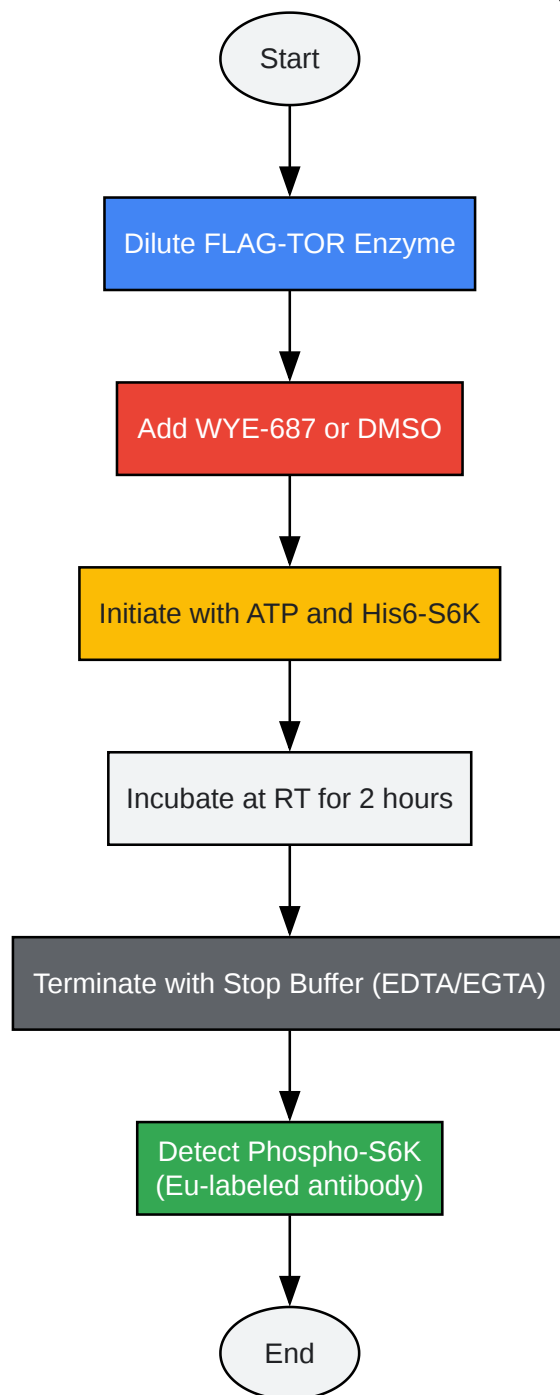 Start
Dilute FLAG-TOR Enzyme
Add WYE-687 or DMSO
Initiate with ATP and His6-S6K
Incubate at RT for 2 hours
Terminate with Stop Buffer (EDTA/EGTA)
Detect Phospho-S6K
(Eu-labeled antibody)
End